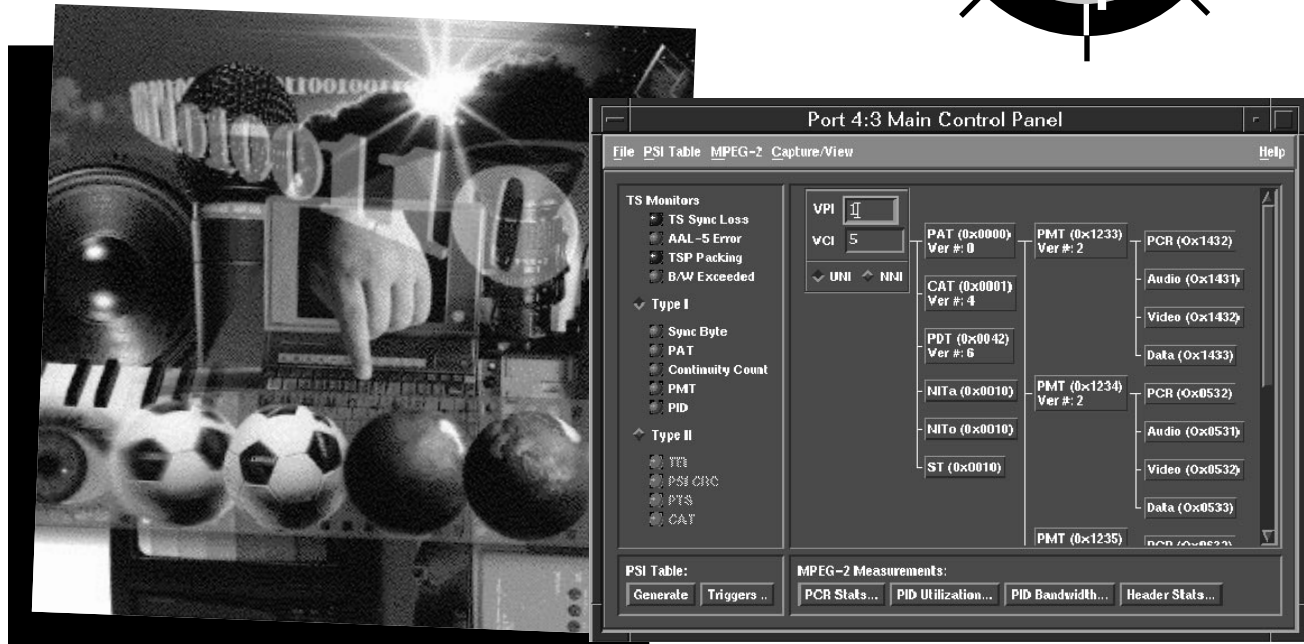 1100100
Port 4:3 Main Control Panel
File PSI Table MPEG-2 Capture/View Help
TS Monitors
TS Sync Loss
AAL-5 Error
TSP Packing
B/W Exceeded
Type I
Sync Byte
PAT
Continuity Count
PMT
PID
Type II
TEI
PSI CRC
PTS
CAT
VPI 1
VCI 5
UNI NNI
PAT (0x0000)
Ver #: 0
CAT (0x0001)
Ver #: 4
PDT (0x0042)
Ver #: 6
NITa (0x0010)
NITo (0x0010)
ST (0x0010)
PMT (0x1233)
Ver #: 2
PCR (0x1432)
Audio (0x1431)
Video (0x1432)
Data (0x1433)
PMT (0x1234)
Ver #: 2
PCR (0x0532)
Audio (0x0531)
Video (0x0532)
Data (0x0533)
PMT (0x1235)
PSI Table:
Generate Triggers ..
MPEG-2 Measurements:
PCR Stats... PID Utilization... PID Bandwidth... Header Stats...